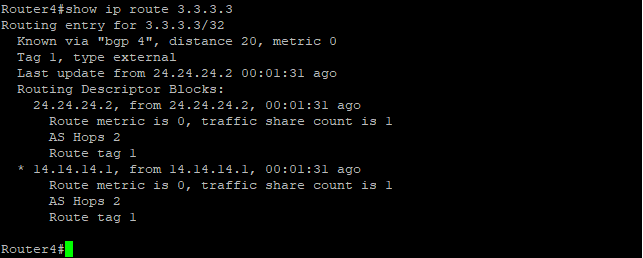 Router4#show ip route 3.3.3.3
Routing entry for 3.3.3.3/32
  Known via "bgp 4", distance 20, metric 0
  Tag 1, type external
  Last update from 24.24.24.2 00:01:31 ago
  Routing Descriptor Blocks:
    24.24.24.2, from 24.24.24.2, 00:01:31 ago
      Route metric is 0, traffic share count is 1
      AS Hops 2
      Route tag 1
  * 14.14.14.1, from 14.14.14.1, 00:01:31 ago
      Route metric is 0, traffic share count is 1
      AS Hops 2
      Route tag 1
Router4#